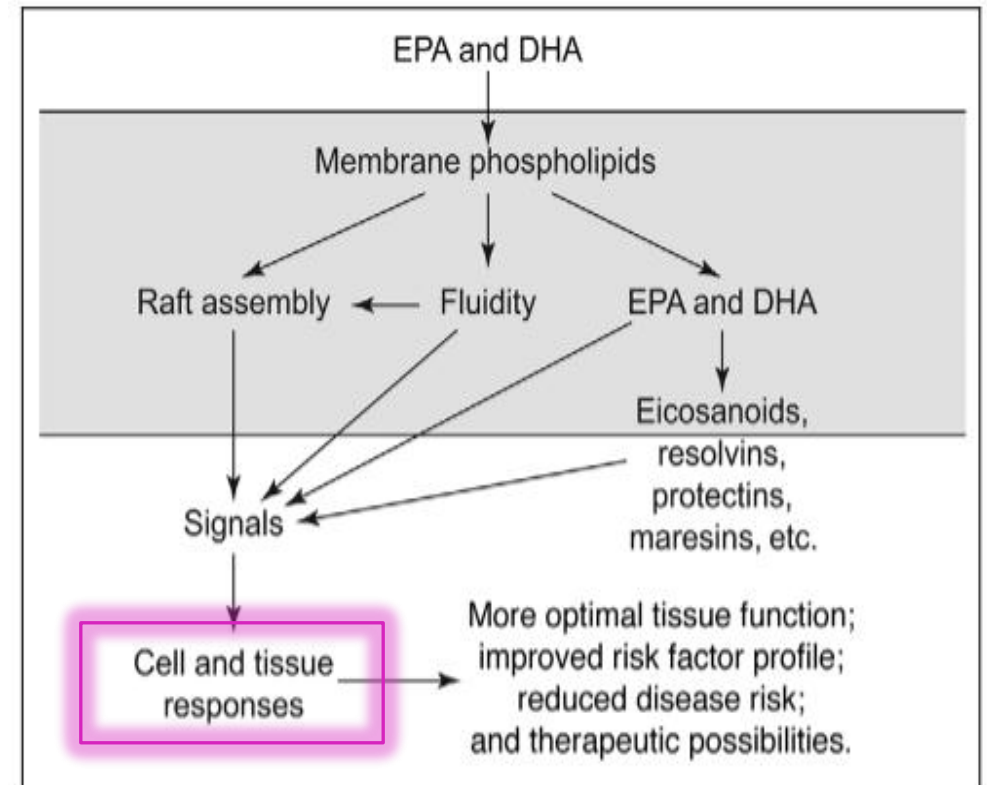 EPA and DHA
Membrane phospholipids
Raft assembly
Fluidity
EPA and DHA
Eicosanoids,
resolvins,
protectins,
maresins, etc.
Signals
Cell and tissue
responses
More optimal tissue function;
improved risk factor profile;
reduced disease risk;
and therapeutic possibilities.